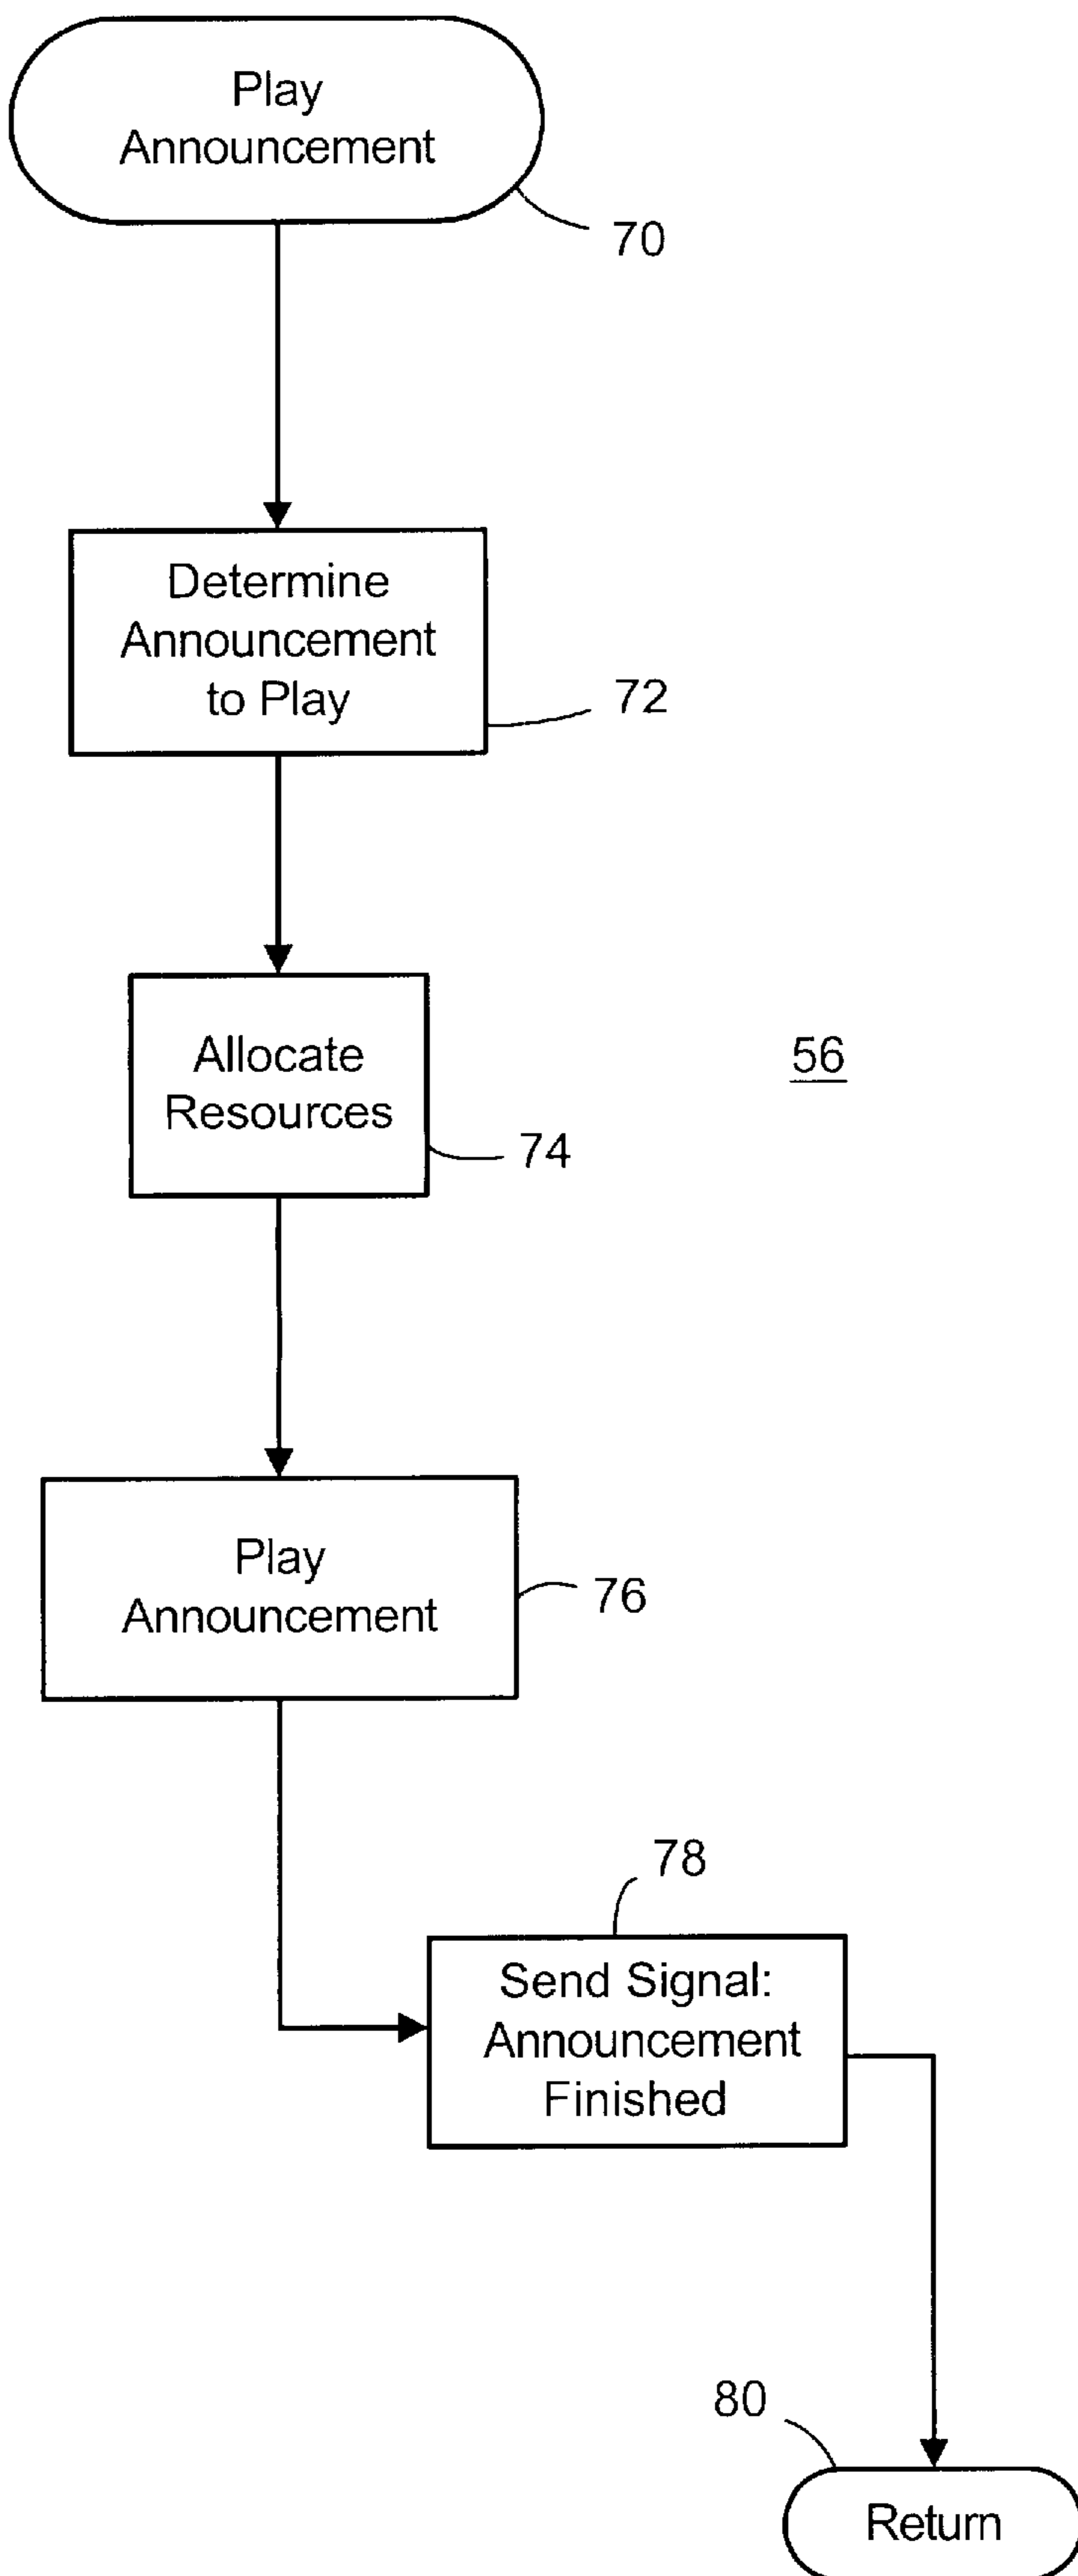 Play
Announcement
70
Determine
Announcement
to Play
72
Allocate
Resources
74
56
Play
Announcement
76
78
Send Signal:
Announcement
Finished
80
Return